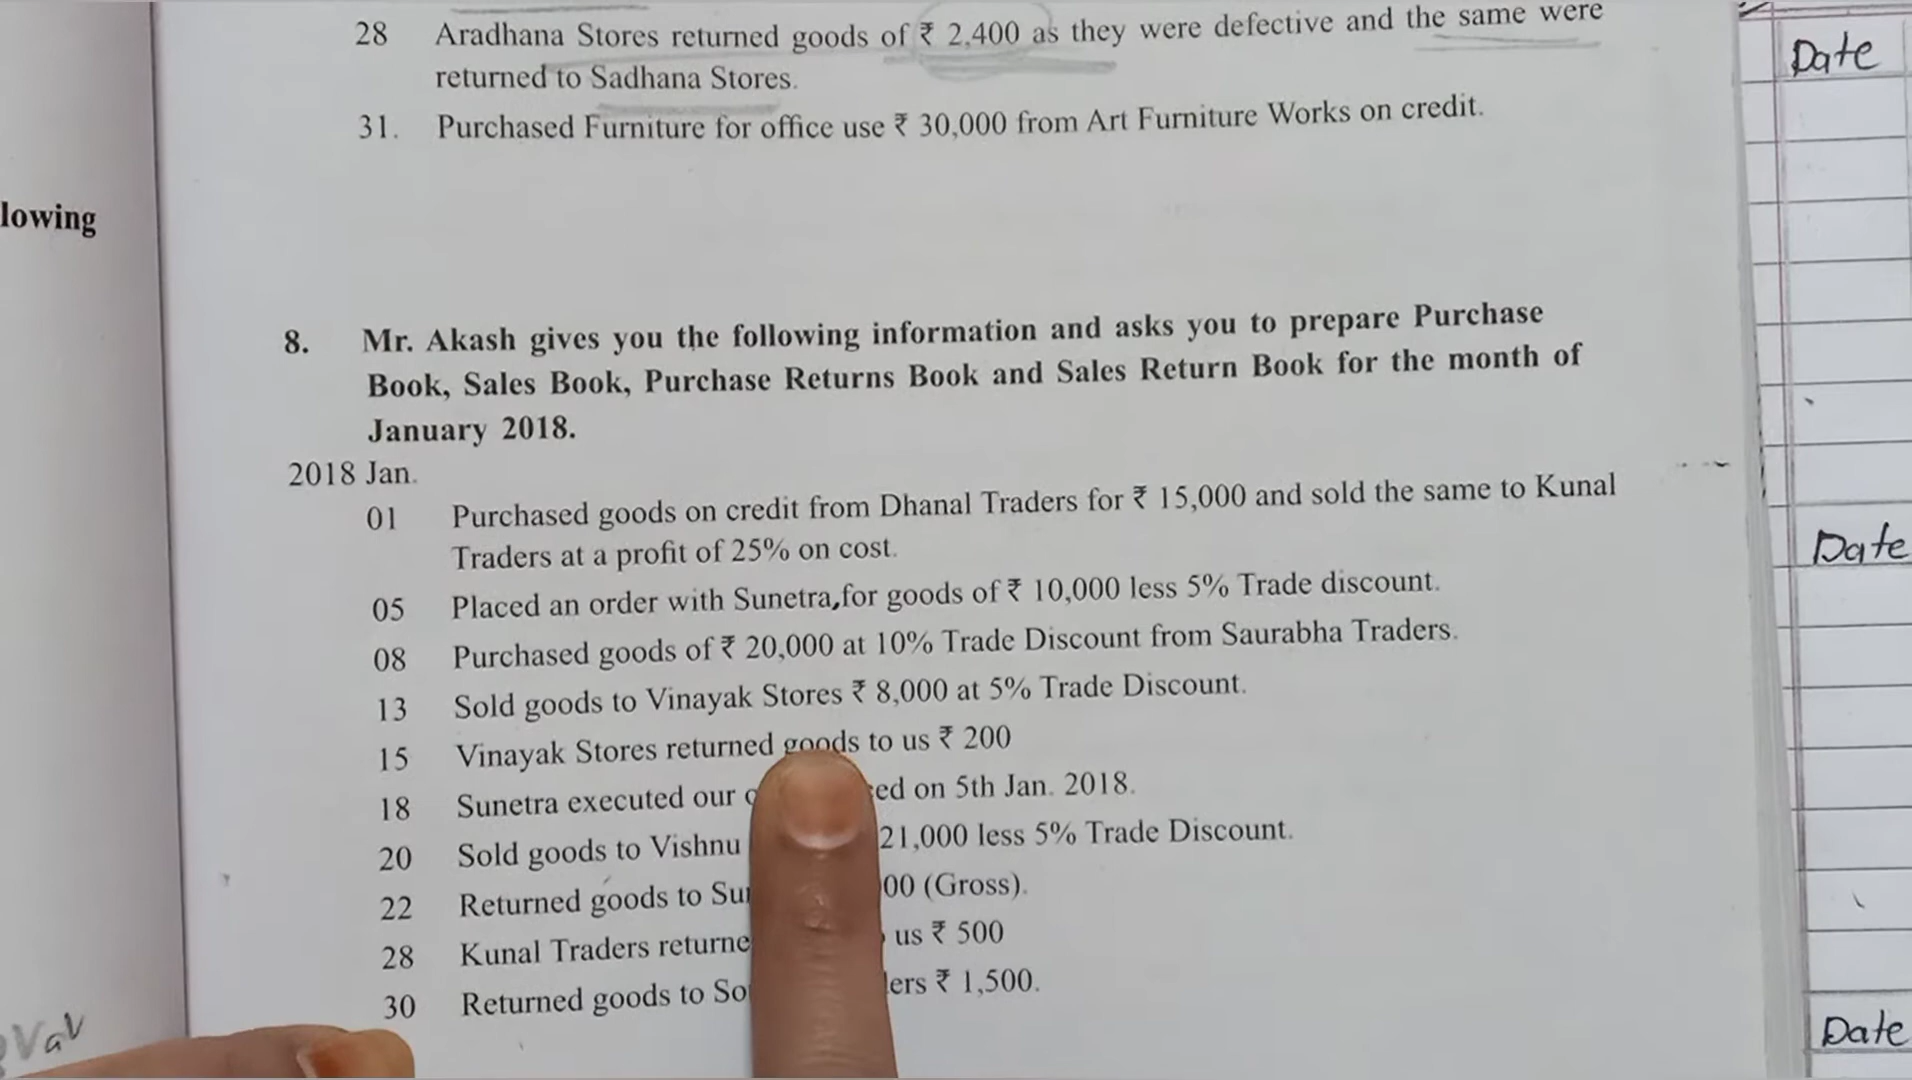 28 Aradhana Stores returned goods of ₹ 2,400 as they were defective and the same were
returned to Sadhana Stores.
31. Purchased Furniture for office use ₹ 30,000 from Art Furniture Works on credit.
lowing
8. Mr. Akash gives you the following information and asks you to prepare Purchase
Book, Sales Book, Purchase Returns Book and Sales Return Book for the month of
January 2018.
2018 Jan.
01 Purchased goods on credit from Dhanal Traders for ₹ 15,000 and sold the same to Kunal
Traders at a profit of 25% on cost.
05 Placed an order with Sunetra,for goods of ₹ 10,000 less 5% Trade discount.
08 Purchased goods of ₹ 20,000 at 10% Trade Discount from Saurabha Traders.
13 Sold goods to Vinayak Stores ₹ 8,000 at 5% Trade Discount.
15 Vinayak Stores returned goods to us ₹ 200
18 Sunetra executed our ed on 5th Jan. 2018.
20 Sold goods to Vishnu 21,000 less 5% Trade Discount.
22 Returned goods to Su 00 (Gross).
28 Kunal Traders returne us ₹ 500
30 Returned goods to So ers ₹ 1,500.
Date
Date
Date